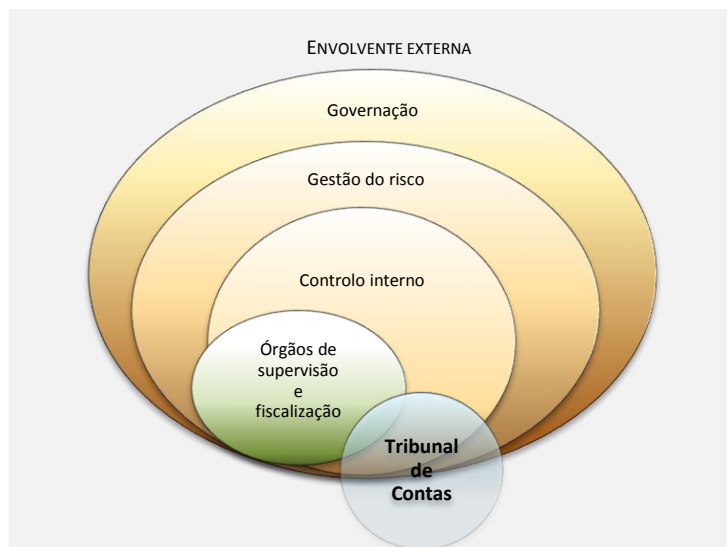 ENVOLVENTE EXTERNA
Governação
Gestão do risco
Controlo interno
Órgãos de
supervisão
e
fiscalização
Tribunal
de
Contas